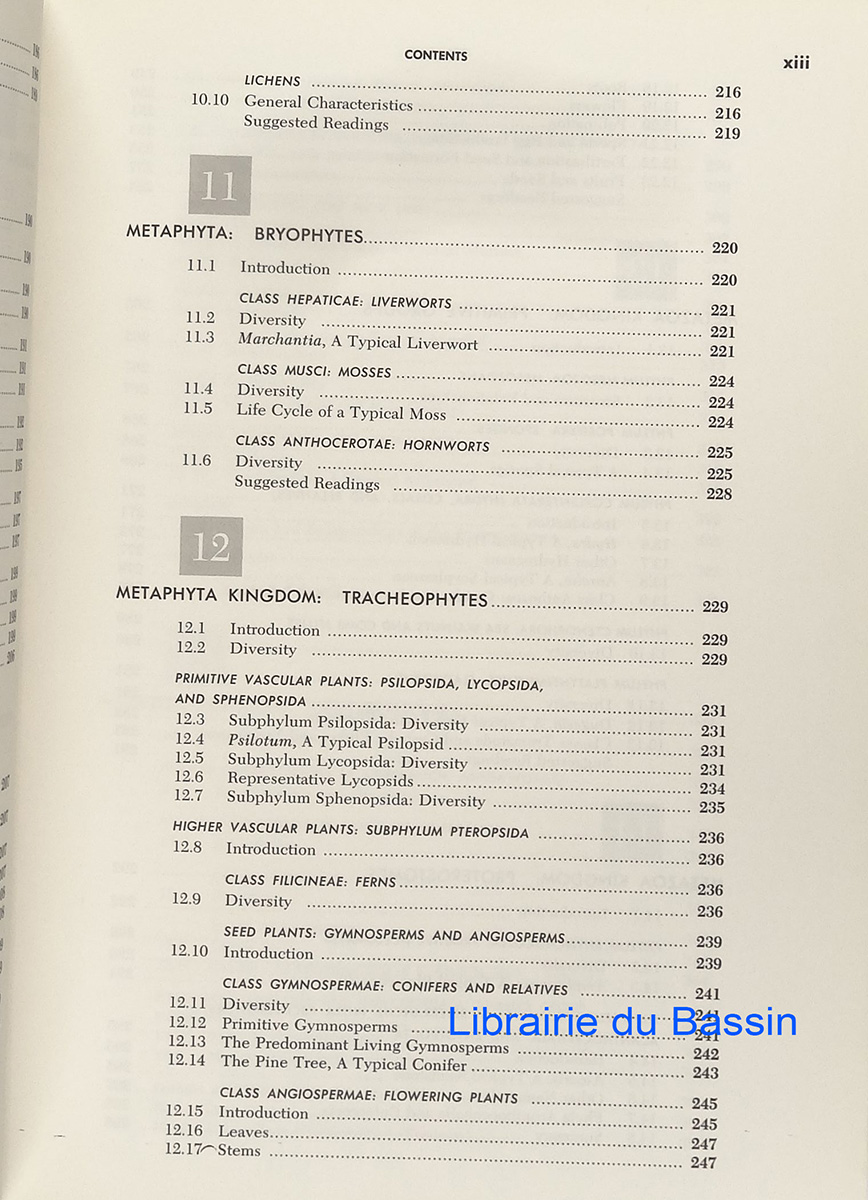 CONTENTS
xiii
LICHENS 216
10.10 General Characteristics 216
Suggested Readings 219
11
METAPHYTA: BRYOPHYTES 220
11.1 Introduction 220
CLASS HEPATICAE: LIVERWORTS 221
11.2 Diversity 221
11.3 Marchantia, A Typical Liverwort 221
CLASS MUSCI: MOSSES 224
11.4 Diversity 224
11.5 Life Cycle of a Typical Moss 224
CLASS ANTHOCEROTAE: HORNWORTS 225
11.6 Diversity 225
Suggested Readings 228
12
METAPHYTA KINGDOM: TRACHEOPHYTES 229
12.1 Introduction 229
12.2 Diversity 229
PRIMITIVE VASCULAR PLANTS: PSILOPSIDA, LYCOPSIDA,
AND SPHENOPSIDA 231
12.3 Subphylum Psilopsida: Diversity 231
12.4 Psilotum, A Typical Psilopsid 231
12.5 Subphylum Lycopsida: Diversity 231
12.6 Representative Lycopsids 234
12.7 Subphylum Sphenopsida: Diversity 235
HIGHER VASCULAR PLANTS: SUBPHYLUM PTEROPSIDA 236
12.8 Introduction 236
CLASS FILICINEAE: FERNS 236
12.9 Diversity 236
SEED PLANTS: GYMNOSPERMS AND ANGIOSPERMS 239
12.10 Introduction 239
CLASS GYMNOSPERMAE: CONIFERS AND RELATIVES 241
12.11 Diversity 241
12.12 Primitive Gymnosperms 241
Librairie du Bassin
12.13 The Predominant Living Gymnosperms 242
12.14 The Pine Tree, A Typical Conifer 243
CLASS ANGIOSPERMAE: FLOWERING PLANTS 245
12.15 Introduction 245
12.16 Leaves 247
12.17 Stems 247